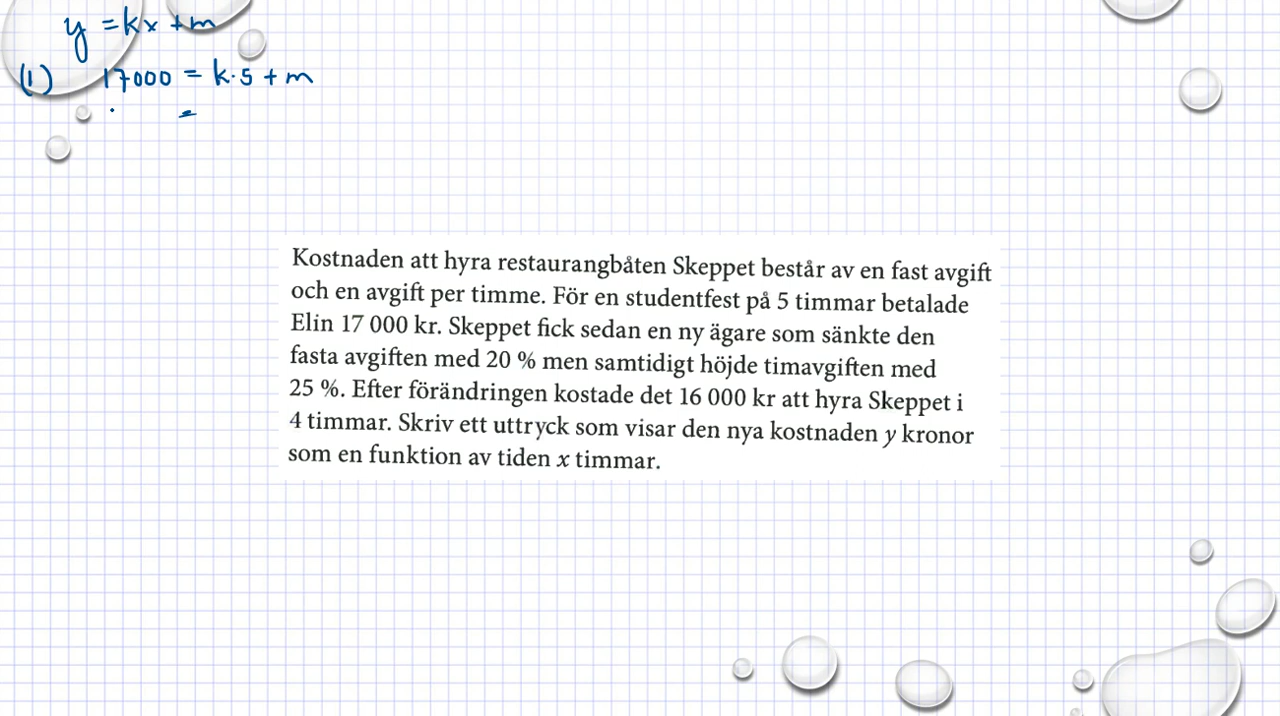 y = kx + m
(1) 17000 = k·5 + m
=
Kostnaden att hyra restaurangbåten Skeppet består av en fast avgift
och en avgift per timme. För en studentfest på 5 timmar betalade
Elin 17 000 kr. Skeppet fick sedan en ny ägare som sänkte den
fasta avgiften med 20 % men samtidigt höjde timavgiften med
25 %. Efter förändringen kostade det 16 000 kr att hyra Skeppet i
4 timmar. Skriv ett uttryck som visar den nya kostnaden y kronor
som en funktion av tiden x timmar.